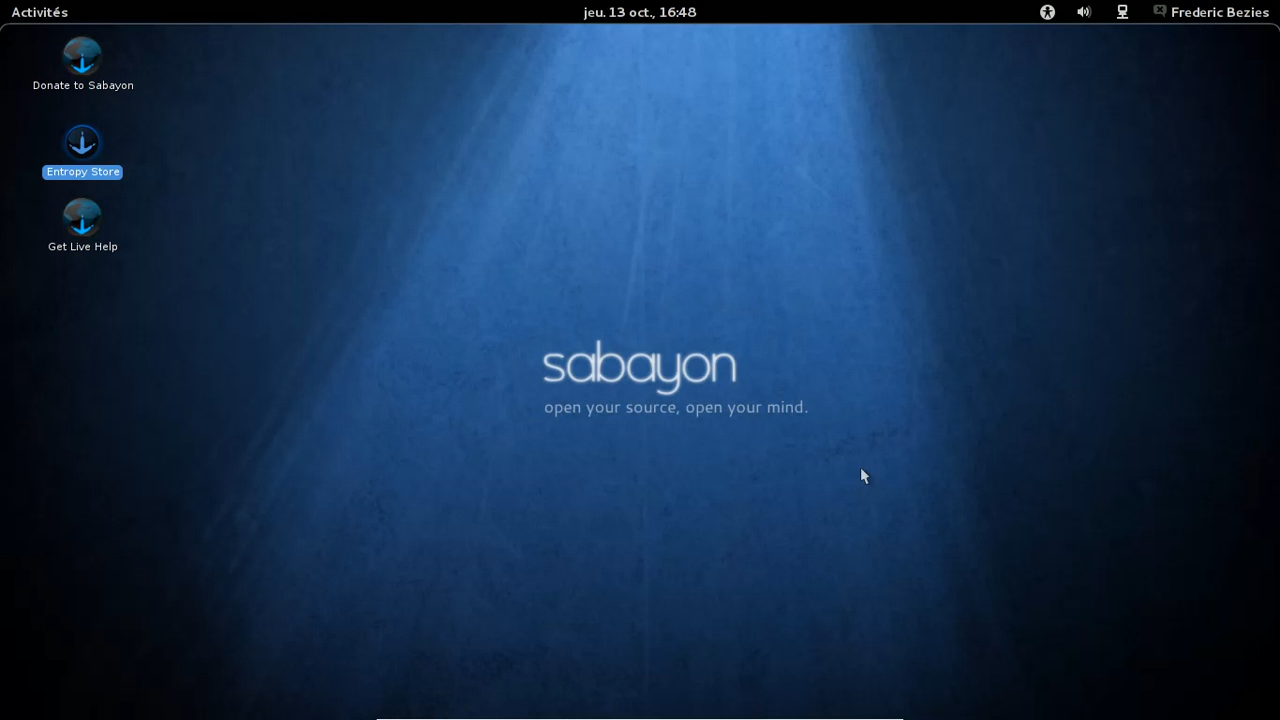 Activités
jeu. 13 oct., 16:48
Frederic Bezies
Donate to Sabayon
Entropy Store
Get Live Help
sabayon
open your source, open your mind.